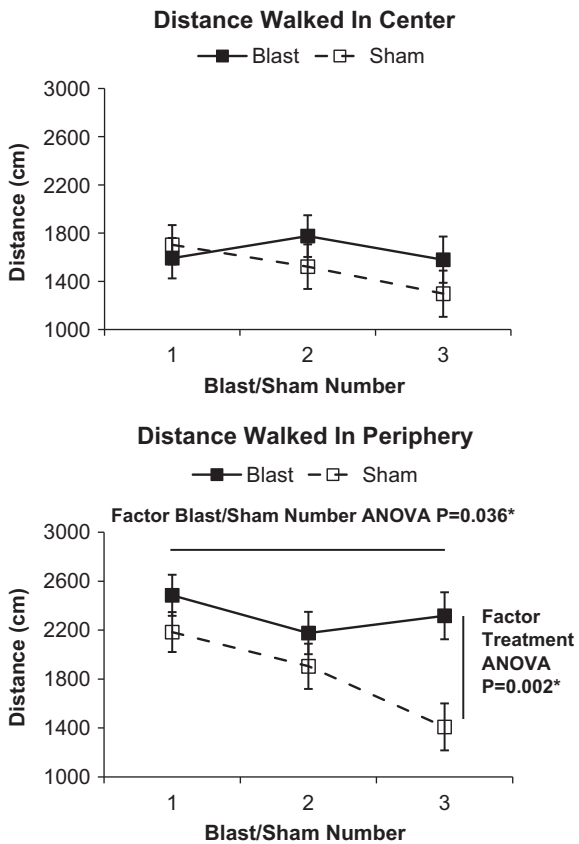 Distance Walked In Center
Blast Sham
3000
2600
2200
1800
1400
1000
Distance (cm)
1 2 3
Blast/Sham Number
Distance Walked In Periphery
Blast Sham
Factor Blast/Sham Number ANOVA P=0.036*
3000
2600
2200
1800
1400
1000
Distance (cm)
Factor
Treatment
ANOVA
P=0.002*
1 2 3
Blast/Sham Number